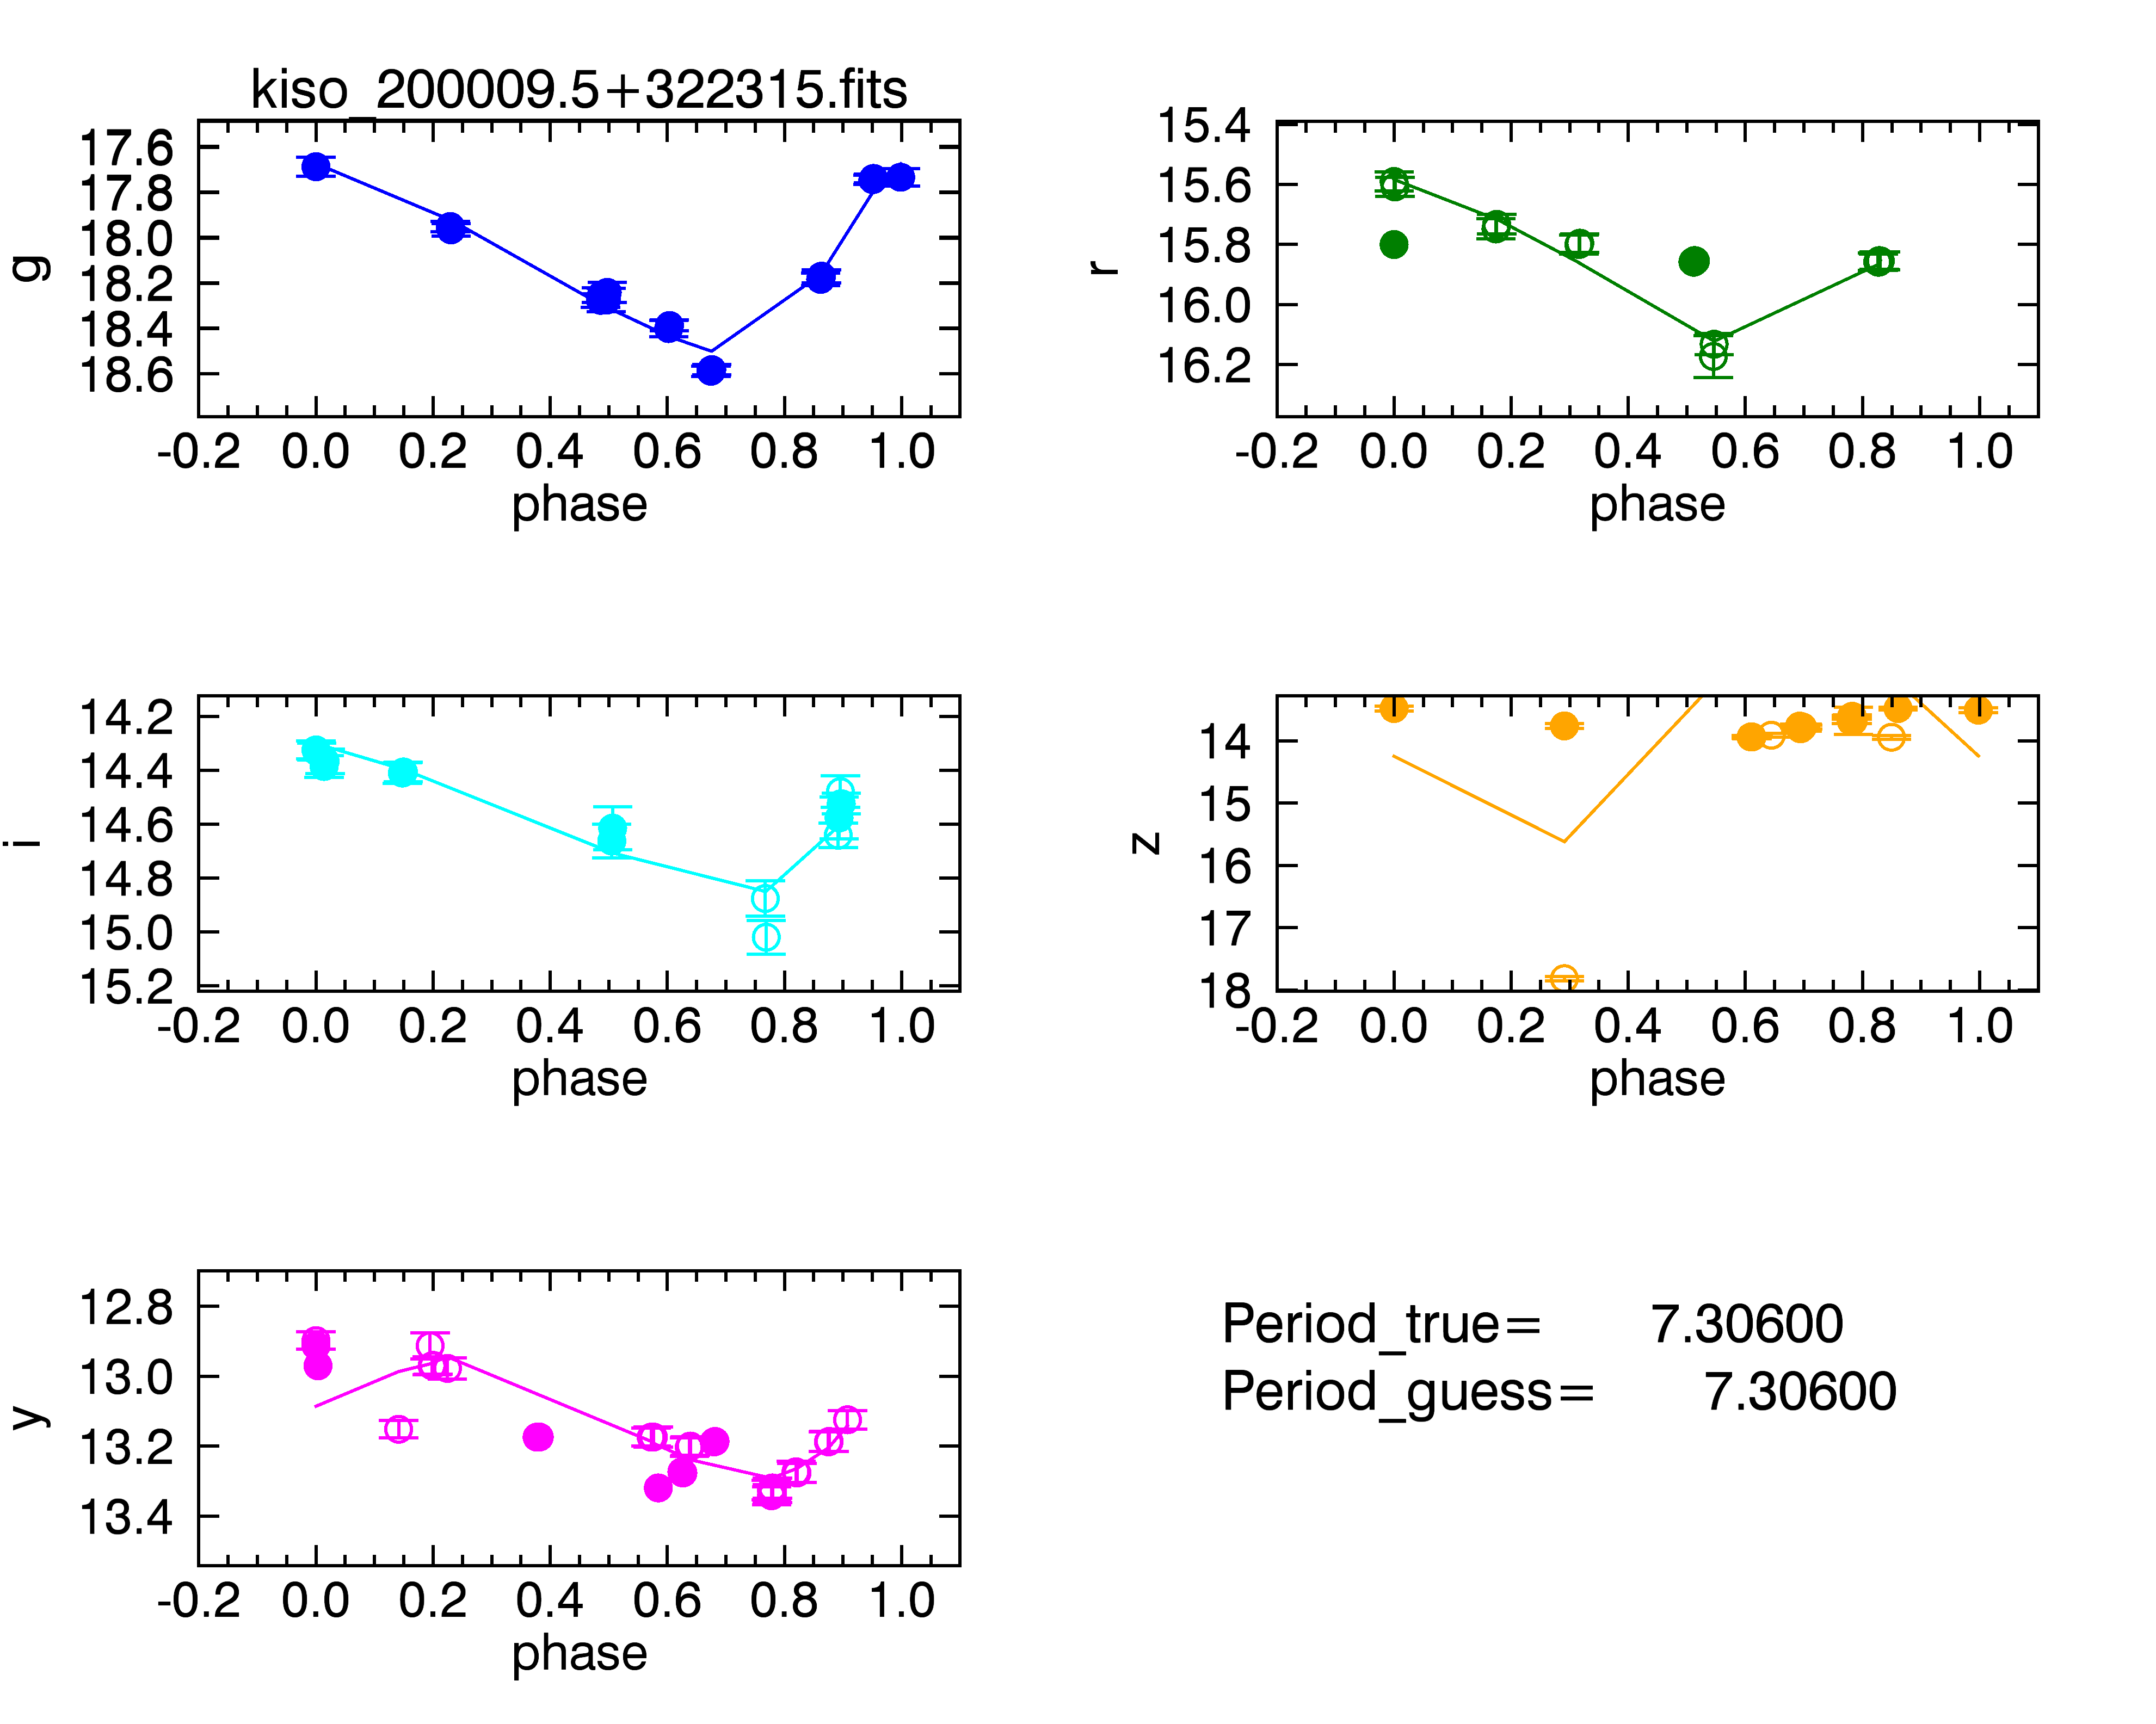 kiso_200009.5+322315.fits
17.6
17.8
18.0
18.2
18.4
18.6
g
-0.2 0.0 0.2 0.4 0.6 0.8 1.0
phase
15.4
15.6
15.8
16.0
16.2
r
-0.2 0.0 0.2 0.4 0.6 0.8 1.0
phase
14.2
14.4
14.6
14.8
15.0
15.2
i
-0.2 0.0 0.2 0.4 0.6 0.8 1.0
phase
14
15
16
17
18
z
-0.2 0.0 0.2 0.4 0.6 0.8 1.0
phase
12.8
13.0
13.2
13.4
y
-0.2 0.0 0.2 0.4 0.6 0.8 1.0
phase
Period_true= 7.30600
Period_guess= 7.30600